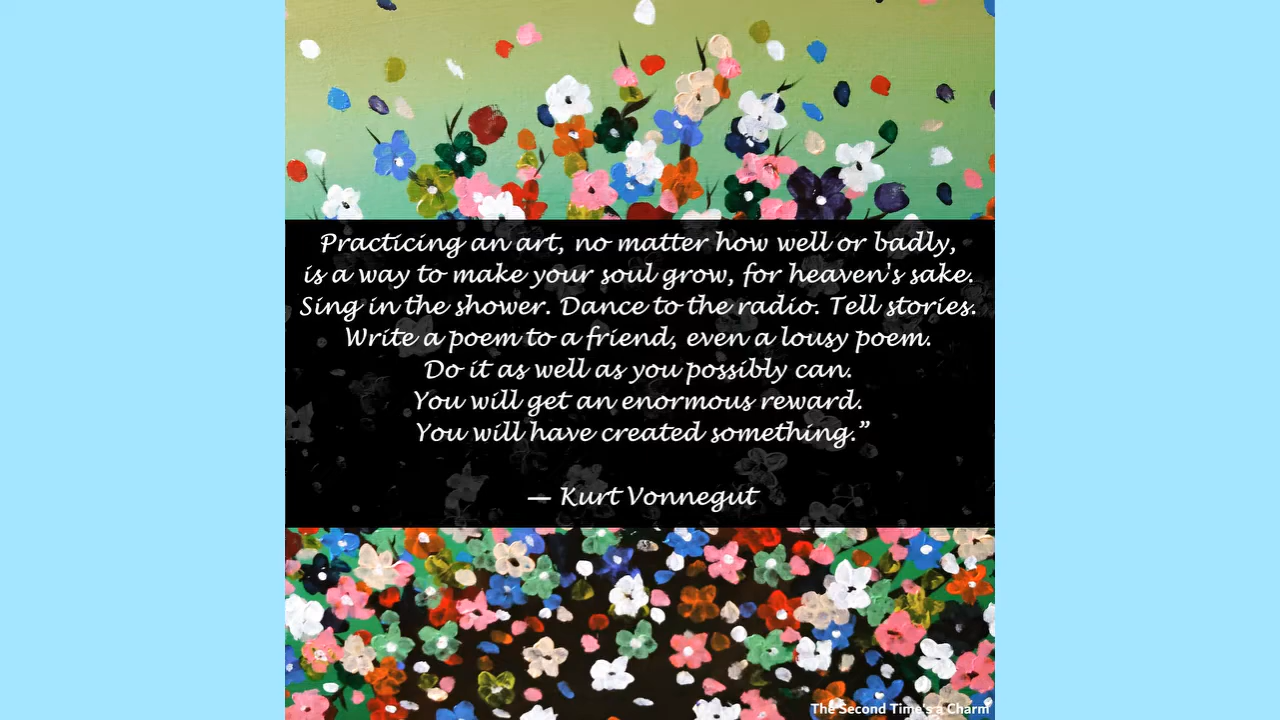 Practicing an art, no matter how well or badly,
is a way to make your soul grow, for heaven's sake.
Sing in the shower. Dance to the radio. Tell stories.
Write a poem to a friend, even a lousy poem.
Do it as well as you possibly can.
You will get an enormous reward.
You will have created something.”
— Kurt Vonnegut
The Second Time's a Charm